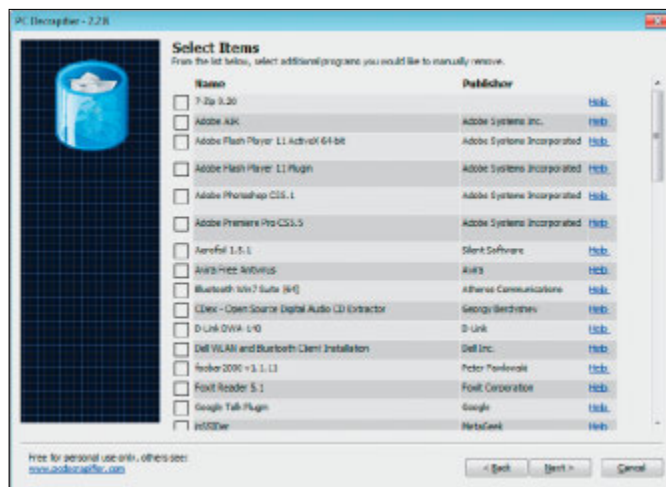 PC Decrapifier - 2.2.8
Select Items
From the list below, select additional programs you would like to manually remove.
Name Publisher
7-Zip 9.20 Help
Adobe AIR Adobe Systems Inc. Help
Adobe Flash Player 11 ActiveX 64-bit Adobe Systems Incorporated Help
Adobe Flash Player 11 Plugin Adobe Systems Incorporated Help
Adobe Photoshop CS5.1 Adobe Systems Incorporated Help
Adobe Premiere Pro CS5.5 Adobe Systems Incorporated Help
Aerofoil 1.5.1 Silent Software Help
Avira Free Antivirus Avira Help
Bluetooth Win7 Suite (64) Atheros Communications Help
CDex - Open Source Digital Audio CD Extractor Georgy Berdyshev Help
D-Link DWA-140 D-Link Help
Dell WLAN and Bluetooth Client Installation Dell Inc. Help
foobar2000 v1.1.11 Peter Pawlowski Help
Foxit Reader 5.1 Foxit Corporation Help
Google Talk Plugin Google Help
inSSIDer MetaGeek Help
Free for personal use only, others see:
www.pcdecrapifier.com
< Back Next > Cancel